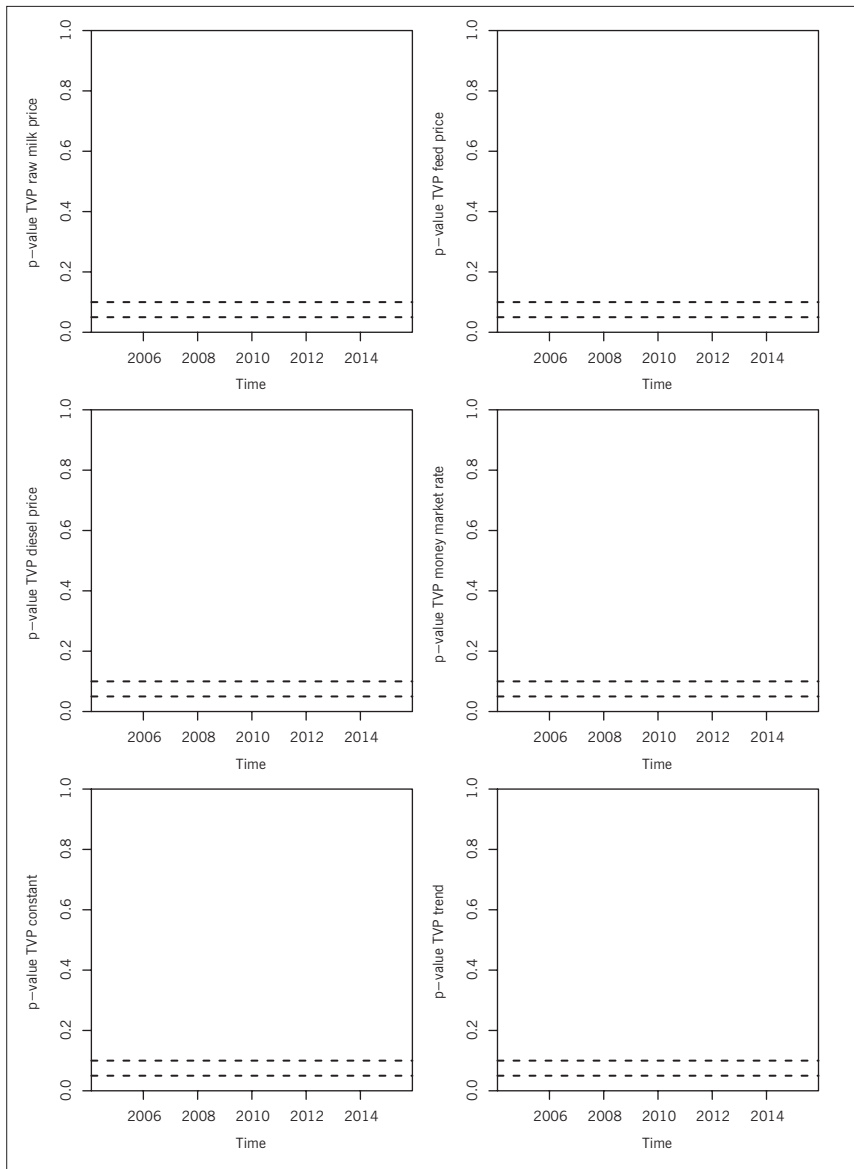 p−value TVP raw milk price
0.0 0.2 0.4 0.6 0.8 1.0
2006 2008 2010 2012 2014
Time
p−value TVP feed price
0.0 0.2 0.4 0.6 0.8 1.0
2006 2008 2010 2012 2014
Time
p−value TVP diesel price
0.0 0.2 0.4 0.6 0.8 1.0
2006 2008 2010 2012 2014
Time
p−value TVP money market rate
0.0 0.2 0.4 0.6 0.8 1.0
2006 2008 2010 2012 2014
Time
p−value TVP constant
0.0 0.2 0.4 0.6 0.8 1.0
2006 2008 2010 2012 2014
Time
p−value TVP trend
0.0 0.2 0.4 0.6 0.8 1.0
2006 2008 2010 2012 2014
Time